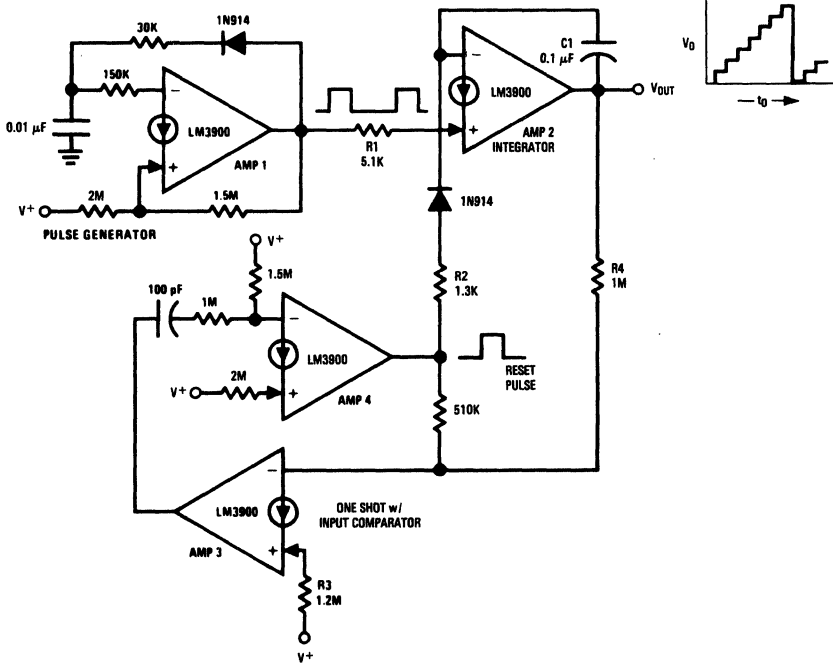 30K
1N914
150K
−
LM3900
+
AMP 1
0.01 μF
V+
2M
1.5M
PULSE GENERATOR
R1
5.1K
−
LM3900
+
AMP 2
INTEGRATOR
C1
0.1 μF
VOUT
VO
tO
1N914
R2
1.3K
R4
1M
V+
1.5M
100 pF
1M
−
LM3900
+
AMP 4
V+
2M
RESET
PULSE
510K
−
LM3900
+
AMP 3
ONE SHOT w/
INPUT COMPARATOR
R3
1.2M
V+